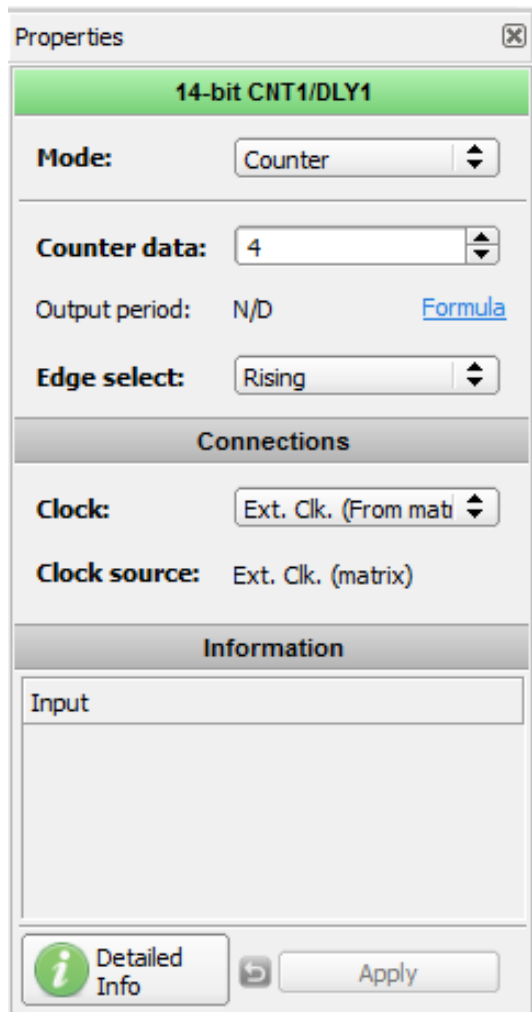 Properties
14-bit CNT1/DLY1
Mode: Counter
Counter data: 4
Output period: N/D Formula
Edge select: Rising
Connections
Clock: Ext. Clk. (From matr
Clock source: Ext. Clk. (matrix)
Information
Input
Detailed
Info
Apply